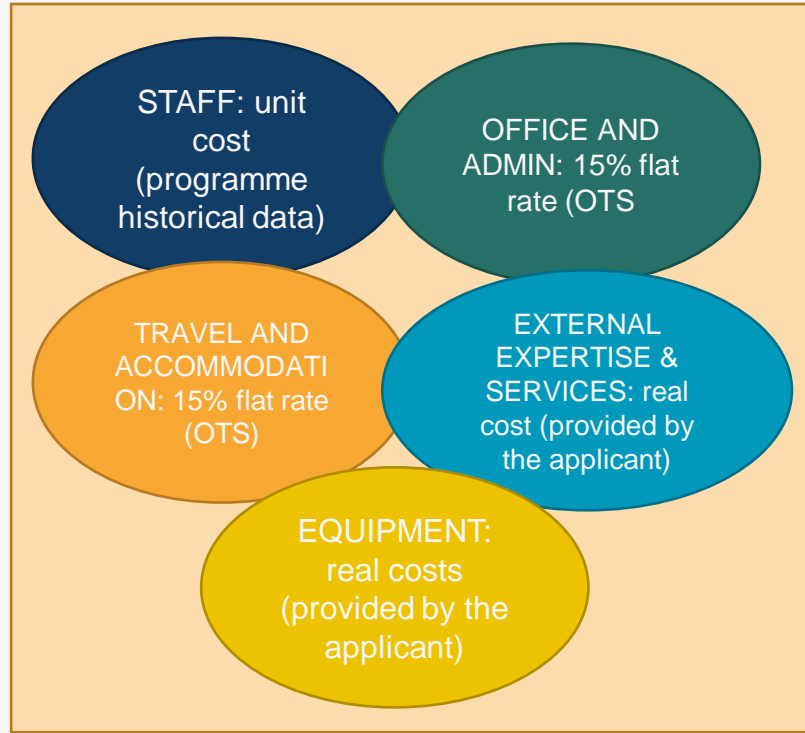 STAFF: unit
cost
(programme
historical data)
OFFICE AND
ADMIN: 15% flat
rate (OTS
TRAVEL AND
ACCOMMODATI
ON: 15% flat rate
(OTS)
EXTERNAL
EXPERTISE &
SERVICES: real
cost (provided by
the applicant)
EQUIPMENT:
real costs
(provided by the
applicant)